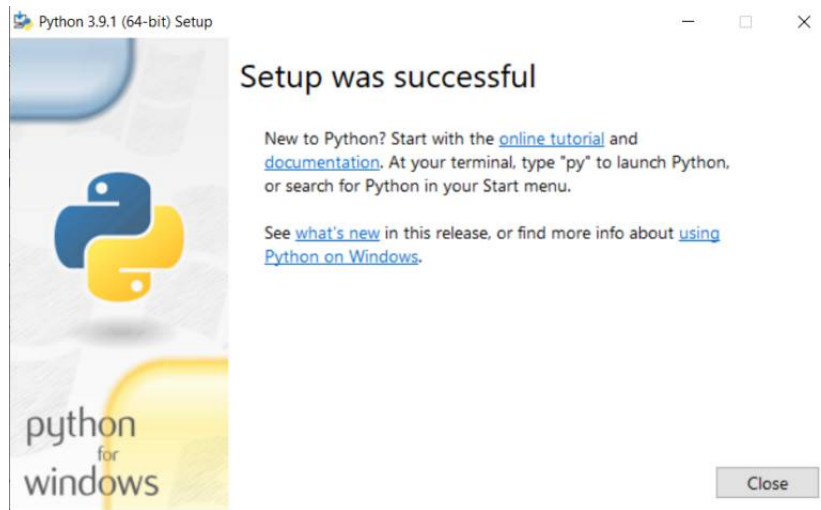 Python 3.9.1 (64-bit) Setup
Setup was successful
New to Python? Start with the online tutorial and
documentation. At your terminal, type "py" to launch Python,
or search for Python in your Start menu.
See what's new in this release, or find more info about using
Python on Windows.
python
for
windows
Close